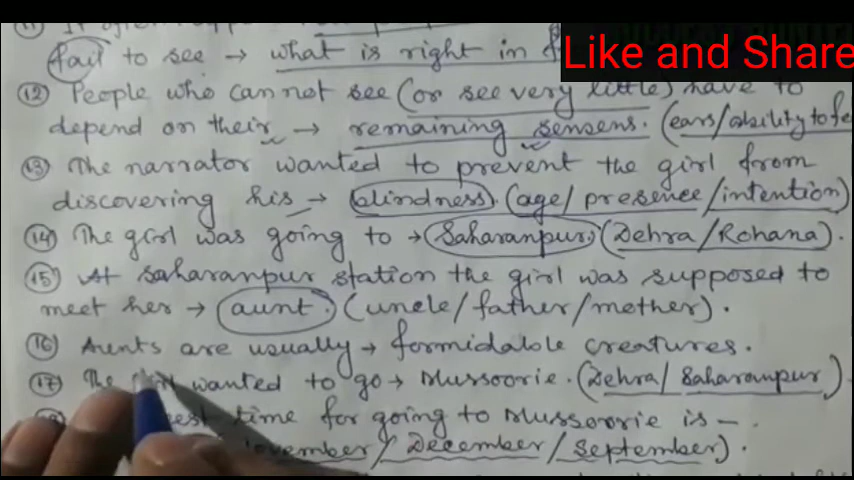 fail to see → what is right in
Like and Share
(12) People who can not see (or see very little) have to
depend on their → remaining sensens. (ears/ability to fe
(13) The narrator wanted to prevent the girl from
discovering his → blindness. (age/presence/intention)
(14) The girl was going to → Saharanpur. (Dehra/Rohana).
(15) At Saharanpur station the girl was supposed to
meet her → aunt. (uncle/father/mother).
(16) Arents are usually → formidable creatures.
(17) The wanted to go → Mussoorie. (Dehra/Saharanpur)
time for going to Mussoorie is -
/December/September).